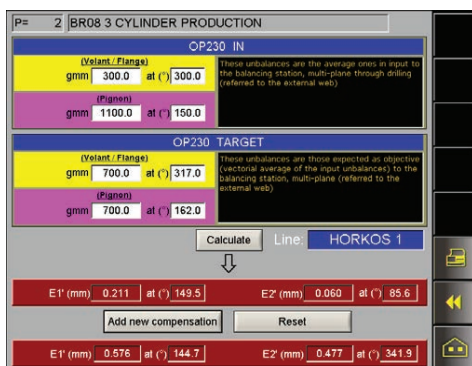 P= 2 BR08 3 CYLINDER PRODUCTION
OP230 IN
(Volant / Flange)
gmm 300.0 at (°) 300.0
(Pignon)
gmm 1100.0 at (°) 150.0
These unbalances are the average ones in input to
the balancing station, multi-plane through drilling
(referred to the external web)
OP230 TARGET
(Volant / Flange)
gmm 700.0 at (°) 317.0
(Pignon)
gmm 700.0 at (°) 162.0
These unbalances are those expected as objective
(vectorial average of the input unbalances) to the
balancing station, multi-plane (referred to the
external web)
Calculate Line: HORKOS 1
E1' (mm) 0.211 at (°) 149.5 E2' (mm) 0.060 at (°) 85.6
Add new compensation Reset
E1' (mm) 0.576 at (°) 144.7 E2' (mm) 0.477 at (°) 341.9